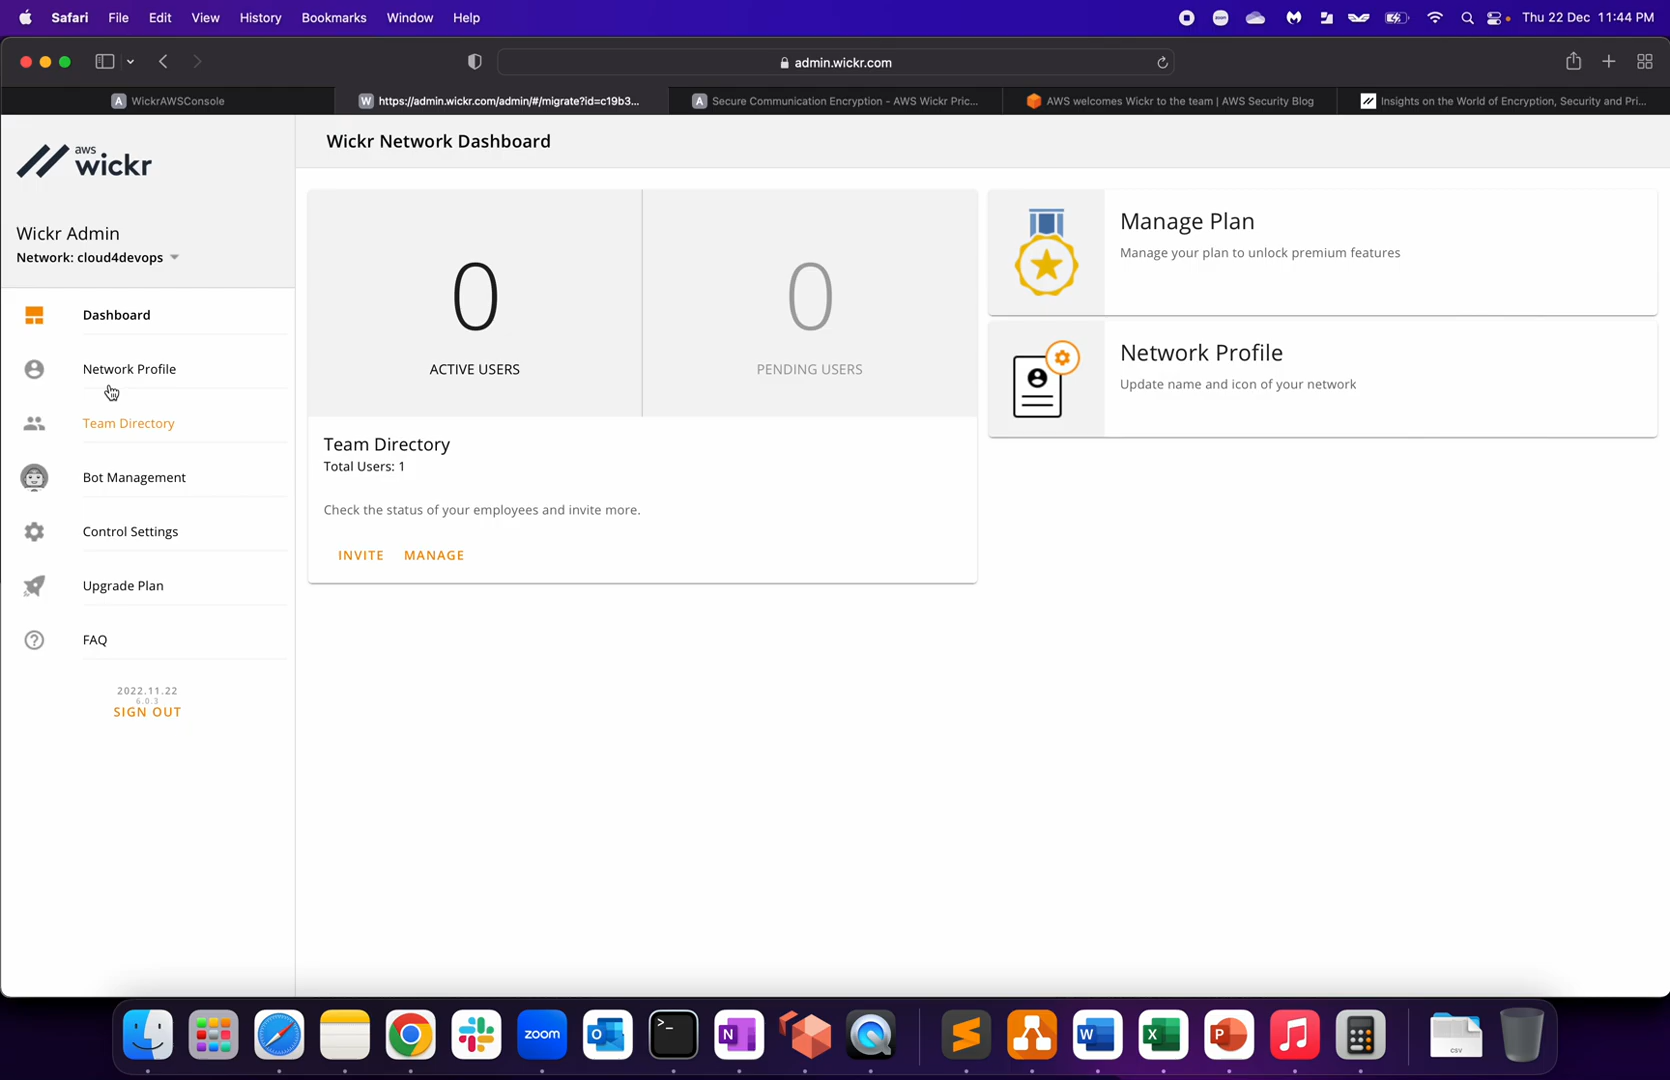 Safari File Edit View History Bookmarks Window Help
zoom
Thu 22 Dec 11:44 PM
admin.wickr.com
A WickrAWSConsole
W https://admin.wickr.com/admin/#/migrate?id=c19b3...
A Secure Communication Encryption - AWS Wickr Pric...
AWS welcomes Wickr to the team | AWS Security Blog
Insights on the World of Encryption, Security and Pri...
aws
wickr
Wickr Admin
Network: cloud4devops
Dashboard
Network Profile
Team Directory
Bot Management
Control Settings
Upgrade Plan
FAQ
2022.11.22
6.0.3
SIGN OUT
Wickr Network Dashboard
0
ACTIVE USERS
0
PENDING USERS
Team Directory
Total Users: 1
Check the status of your employees and invite more.
INVITE MANAGE
Manage Plan
Manage your plan to unlock premium features
Network Profile
Update name and icon of your network
zoom
O
>_
N
W
X
P
CSV